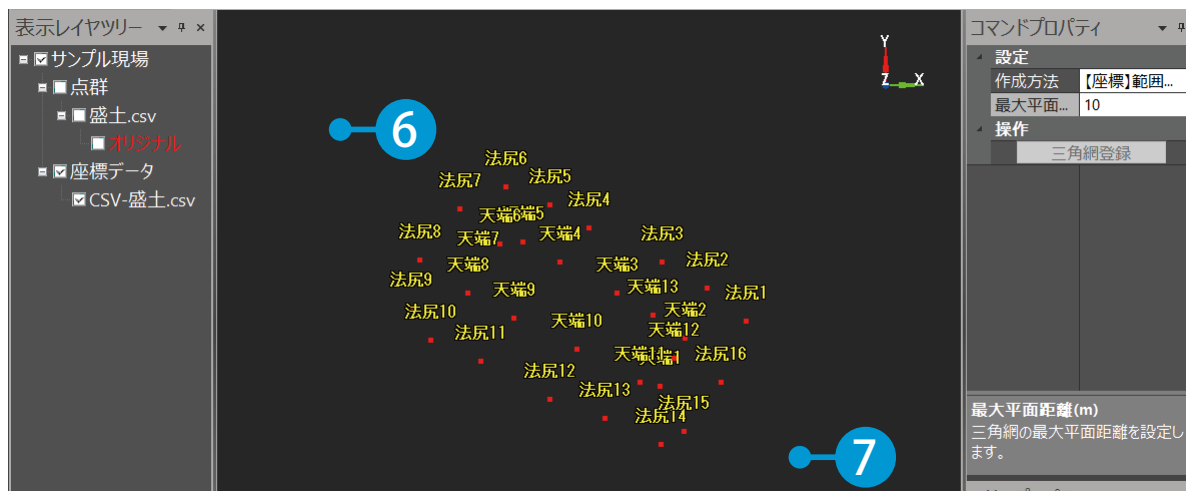 表示レイヤツリー
サンプル現場
点群
盛土.csv
オリジナル
座標データ
CSV-盛土.csv
Y
Z
X
6
法尻6
法尻7
法尻5
天端6
天端5
法尻4
法尻8
天端7
天端4
法尻3
天端8
天端3
法尻2
法尻9
天端9
天端13
法尻1
法尻10
天端10
天端2
法尻11
天端12
天端11
天端1
法尻16
法尻12
法尻13
法尻15
法尻14
7
コマンドプロパティ
設定
作成方法 【座標】範囲...
最大平面... 10
操作
三角網登録
最大平面距離(m)
三角網の最大平面距離を設定し
ます。